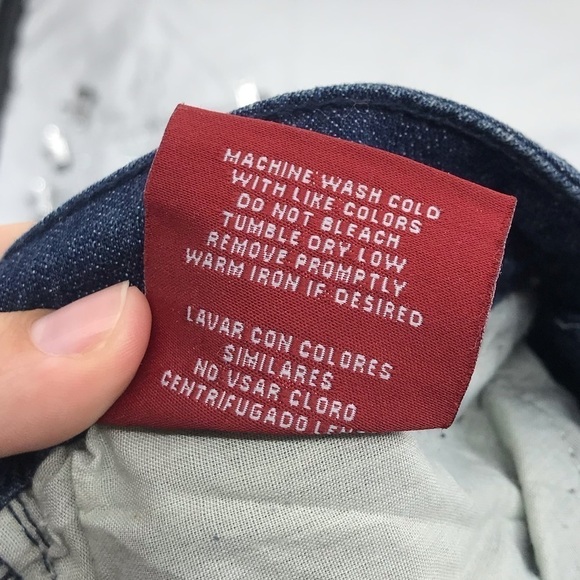 MACHINE WASH COLD
WITH LIKE COLORS
DO NOT BLEACH
TUMBLE DRY LOW
REMOVE PROMPTLY
WARM IRON IF DESIRED
LAVAR CON COLORES
SIMILARES
NO USAR CLORO
CENTRIFUGADO